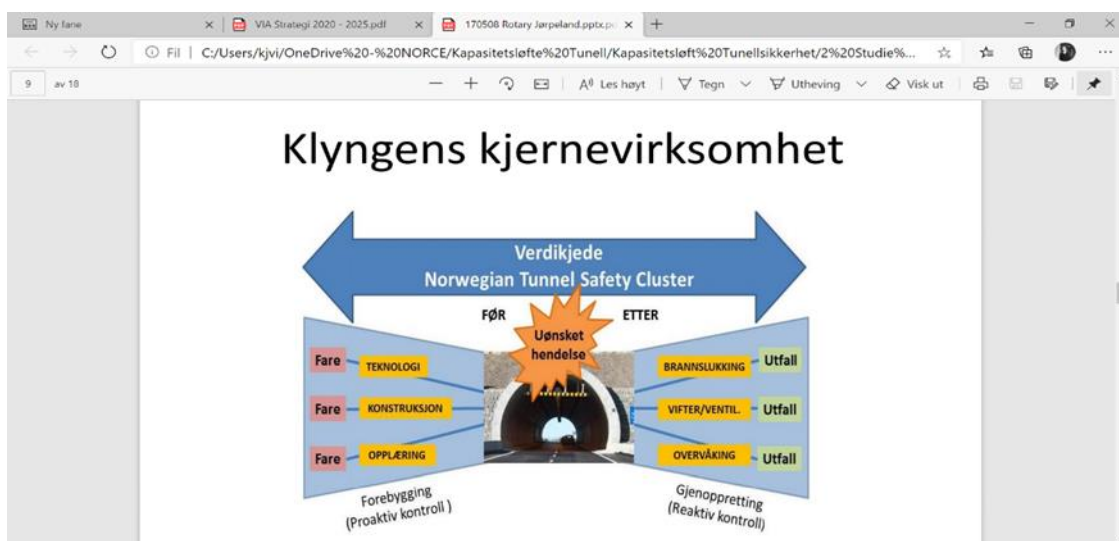 Ny fane
VIA Strategi 2020 - 2025.pdf
170508 Rotary Jørpeland.pptx.p
Fil | C:/Users/kjvi/OneDrive%20-%20NORCE/Kapasitetsløfte%20Tunell/Kapasitetsløft%20Tunellsikkerhet/2%20Studie%...
9 av 18
Les høyt
Tegn
Utheving
Visk ut
Klyngens kjernevirksomhet
Verdikjede
Norwegian Tunnel Safety Cluster
FØR
ETTER
Uønsket
hendelse
Fare
TEKNOLOGI
BRANNSLUKKING
Utfall
Fare
KONSTRUKSJON
VIFTER/VENTIL.
Utfall
Fare
OPPLÆRING
OVERVÅKING
Utfall
Forebygging
(Proaktiv kontroll )
Gjenoppretting
(Reaktiv kontroll)